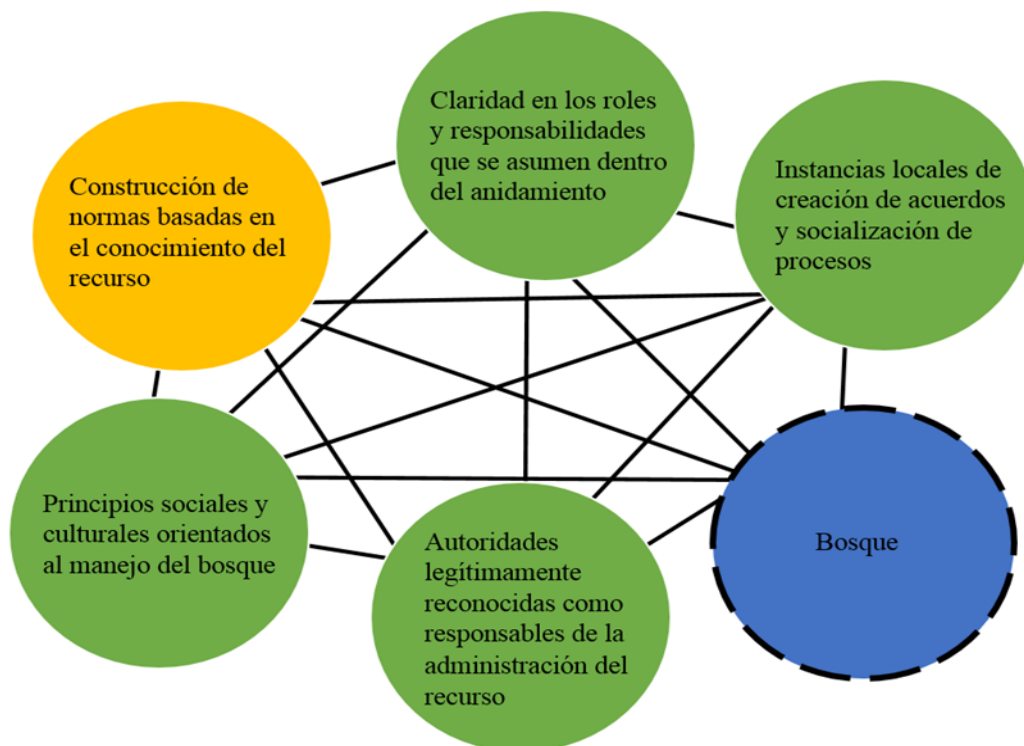 Construcción de
normas basadas en
el conocimiento del
recurso
Claridad en los roles
y responsabilidades
que se asumen dentro
del anidamiento
Instancias locales de
creación de acuerdos
y socialización de
procesos
Principios sociales y
culturales orientados
al manejo del bosque
Autoridades
legítimamente
reconocidas como
responsables de la
administración del
recurso
Bosque